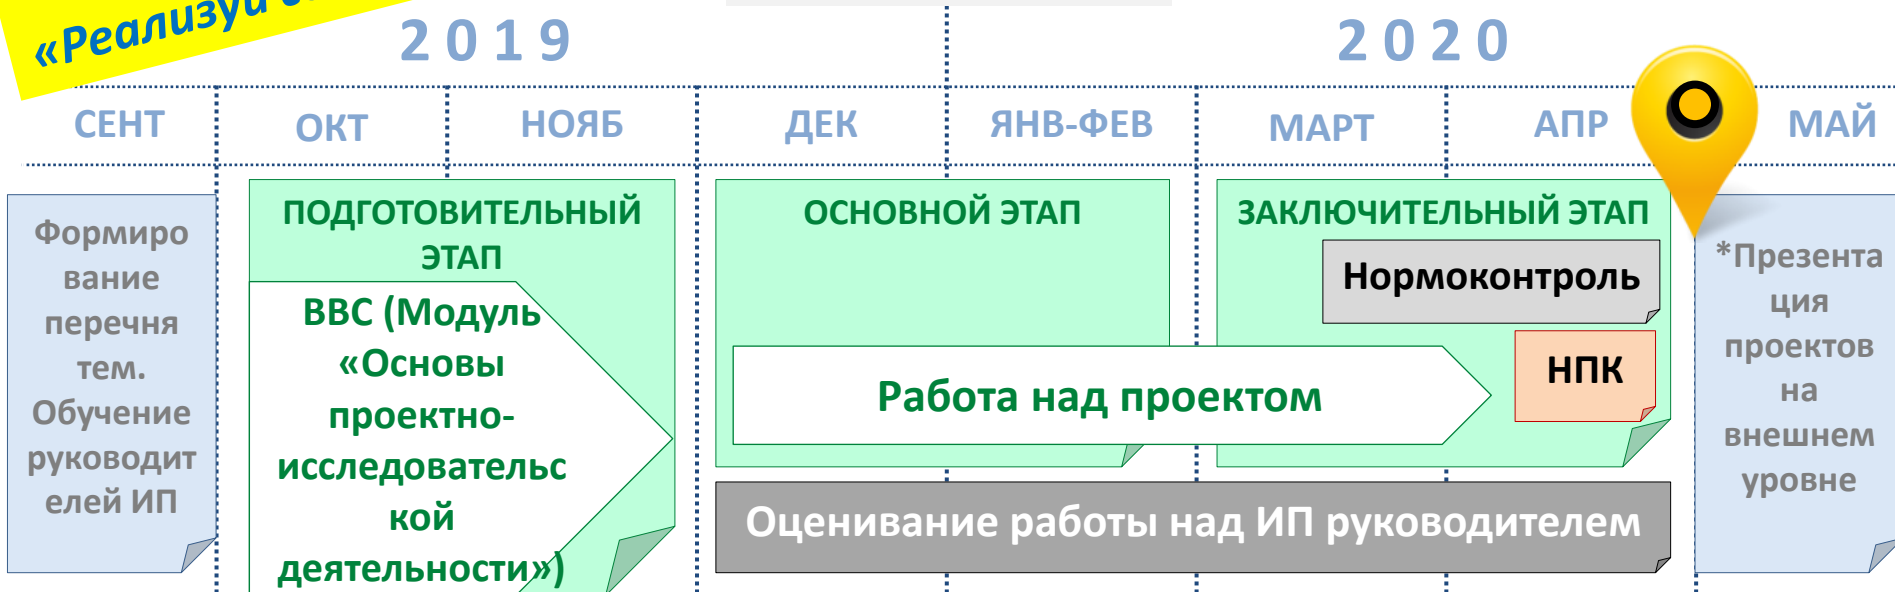 «Реализуй
2019
2020
СЕНТ
ОКТ
НОЯБ
ДЕК
ЯНВ-ФЕВ
МАРТ
АПР
МАЙ
Формиро
вание
перечня
тем.
Обучение
руководит
елей ИП
ПОДГОТОВИТЕЛЬНЫЙ
ЭТАП
ВВС (Модуль
«Основы
проектно-
исследовательс
кой
деятельности»)
ОСНОВНОЙ ЭТАП
Работа над проектом
ЗАКЛЮЧИТЕЛЬНЫЙ ЭТАП
Нормоконтроль
НПК
Оценивание работы над ИП руководителем
*Презента
ция
проектов
на
внешнем
уровне